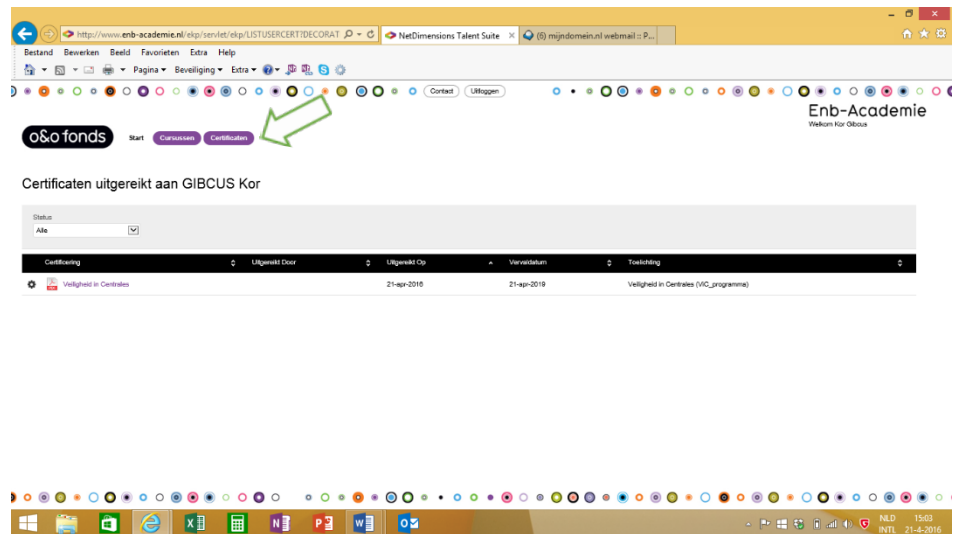 http://www.enb-academie.nl/ekp/servlet/ekp/LISTUSERCERT?DECORAT
NetDimensions Talent Suite
(6) mijndomein.nl webmail :: P...
Bestand Bewerken Beeld Favorieten Extra Help
Pagina Beveiliging Extra
Contact Uitloggen
Enb-Academie
Welkom Kor Gibcus
o&o fonds Start Cursussen Certificaten
Certificaten uitgereikt aan GIBCUS Kor
Status
Alle
Certificering Uitgereikt Door Uitgereikt Op Vervaldatum Toelichting
Veiligheid in Centrales 21-apr-2016 21-apr-2019 Veiligheid in Centrales (VIC_programma)
NLD 15:03
INTL 21-4-2016